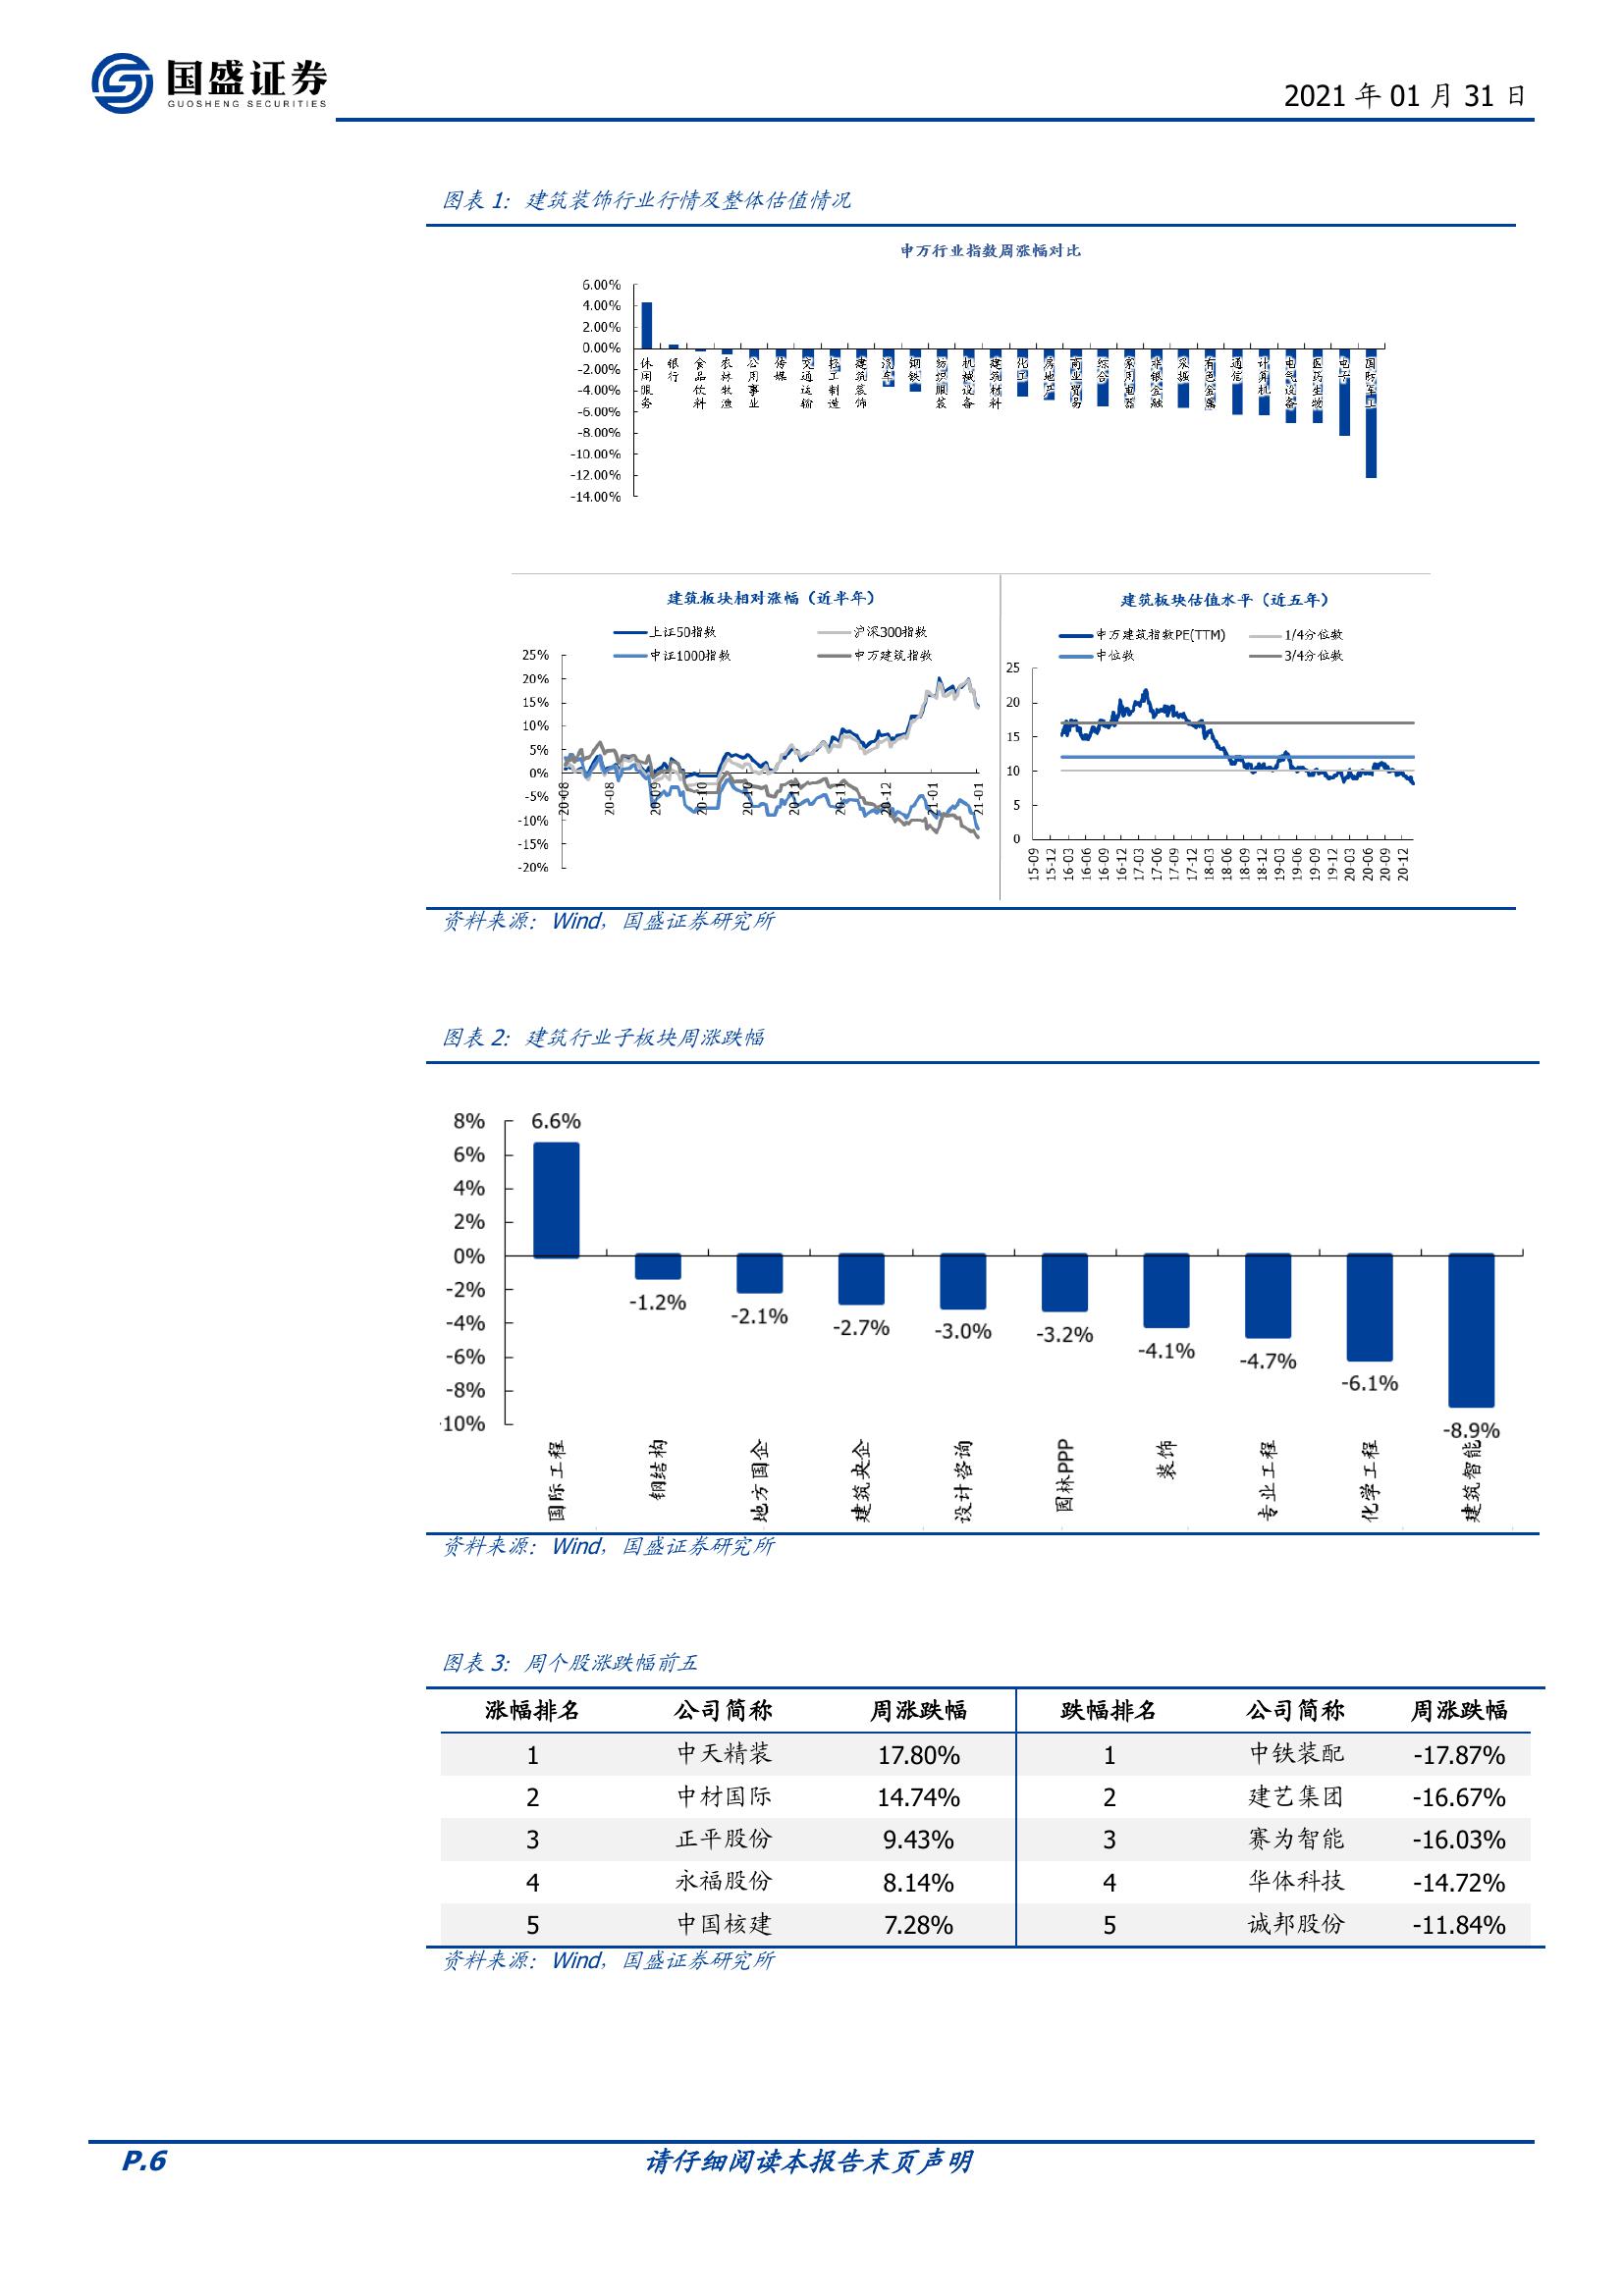 国盛证券
GUOSHENG SECURITIES
2021 年 01 月 31 日
图表 1：建筑装饰行业行情及整体估值情况
申万行业指数周涨幅对比
6.00%
4.00%
2.00%
0.00%
-2.00%
-4.00%
-6.00%
-8.00%
-10.00%
-12.00%
-14.00%
休闲服务
银行
食品饮料
农林牧渔
公用事业
传媒
交通运输
轻工制造
建筑装饰
汽车
钢铁
纺织服装
机械设备
建筑材料
化工
房地产
商业贸易
综合
家用电器
非银金融
采掘
有色金属
通信
计算机
电气设备
医药生物
电子
国防军工
建筑板块相对涨幅（近半年）
上证50指数 沪深300指数
中证1000指数 申万建筑指数
25%
20%
15%
10%
5%
0%
-5%
-10%
-15%
-20%
20-08 20-08 20-09 20-10 20-10 20-11 20-11 20-12 21-01 21-01
建筑板块估值水平（近五年）
申万建筑指数PE(TTM) 1/4分位数
中位数 3/4分位数
25
20
15
10
5
0
15-09 15-12 16-03 16-06 16-09 16-12 17-03 17-06 17-09 17-12 18-03 18-06 18-09 18-12 19-03 19-06 19-09 19-12 20-03 20-06 20-09 20-12
资料来源：Wind，国盛证券研究所
图表 2：建筑行业子板块周涨跌幅
8%
6%
4%
2%
0%
-2%
-4%
-6%
-8%
-10%
6.6%
-1.2%
-2.1%
-2.7%
-3.0%
-3.2%
-4.1%
-4.7%
-6.1%
-8.9%
国际工程
钢结构
地方国企
建筑央企
设计咨询
园林PPP
装饰
专业工程
化学工程
建筑智能
资料来源：Wind，国盛证券研究所
图表 3：周个股涨跌幅前五
涨幅排名 公司简称 周涨跌幅 跌幅排名 公司简称 周涨跌幅
1 中天精装 17.80% 1 中铁装配 -17.87%
2 中材国际 14.74% 2 建艺集团 -16.67%
3 正平股份 9.43% 3 赛为智能 -16.03%
4 永福股份 8.14% 4 华体科技 -14.72%
5 中国核建 7.28% 5 诚邦股份 -11.84%
资料来源：Wind，国盛证券研究所
P.6 请仔细阅读本报告末页声明